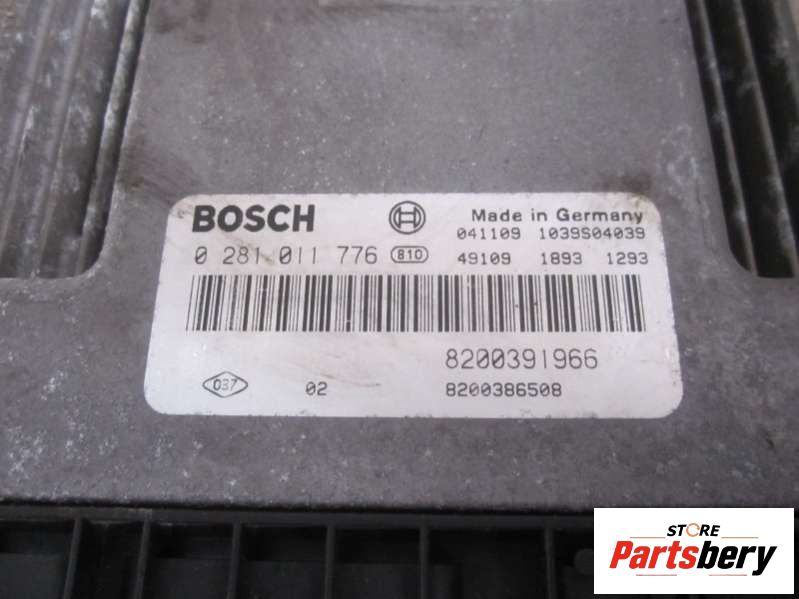 BOSCH
Made in Germany
041109 1039S04039
0 281 011 776 810
49109 1893 1293
8200391966
037 02 8200386508
STORE
Partsbery